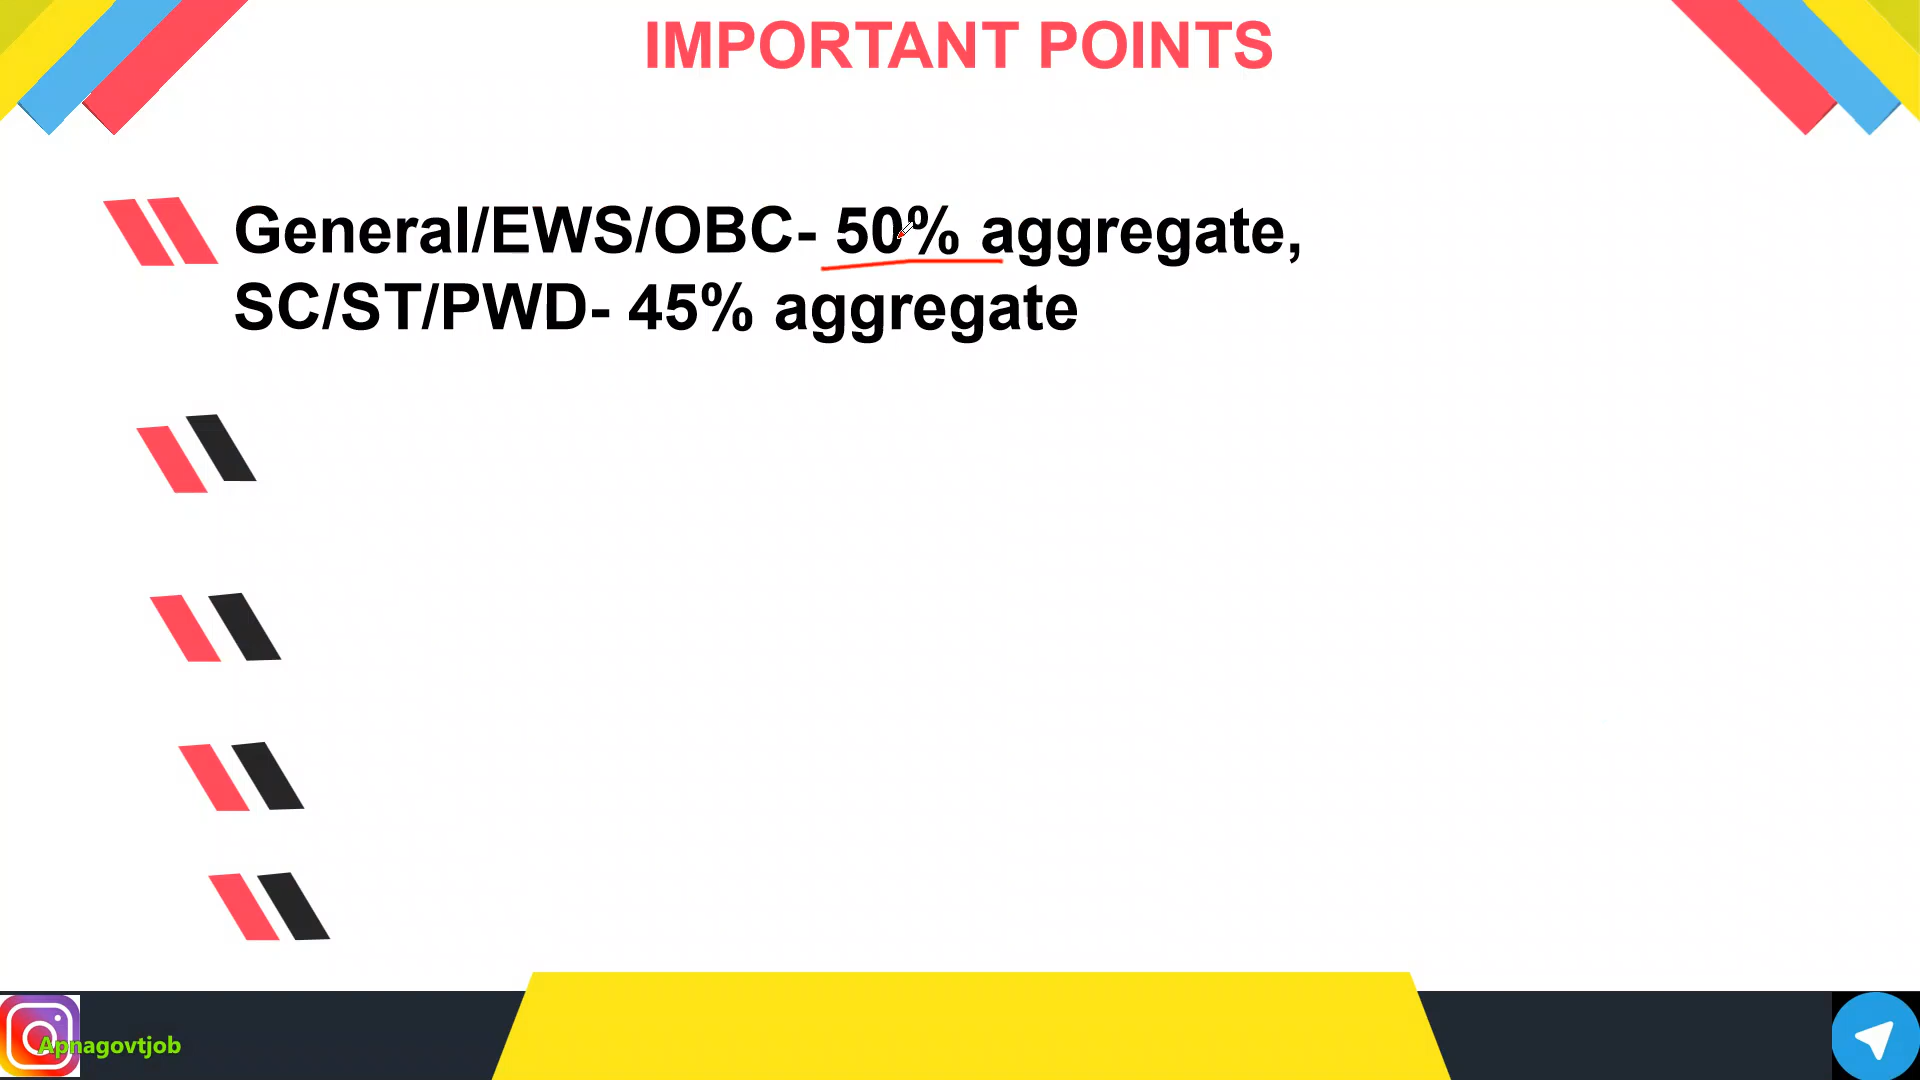 IMPORTANT POINTS
General/EWS/OBC- 50% aggregate,
SC/ST/PWD- 45% aggregate
Apnagovtjob